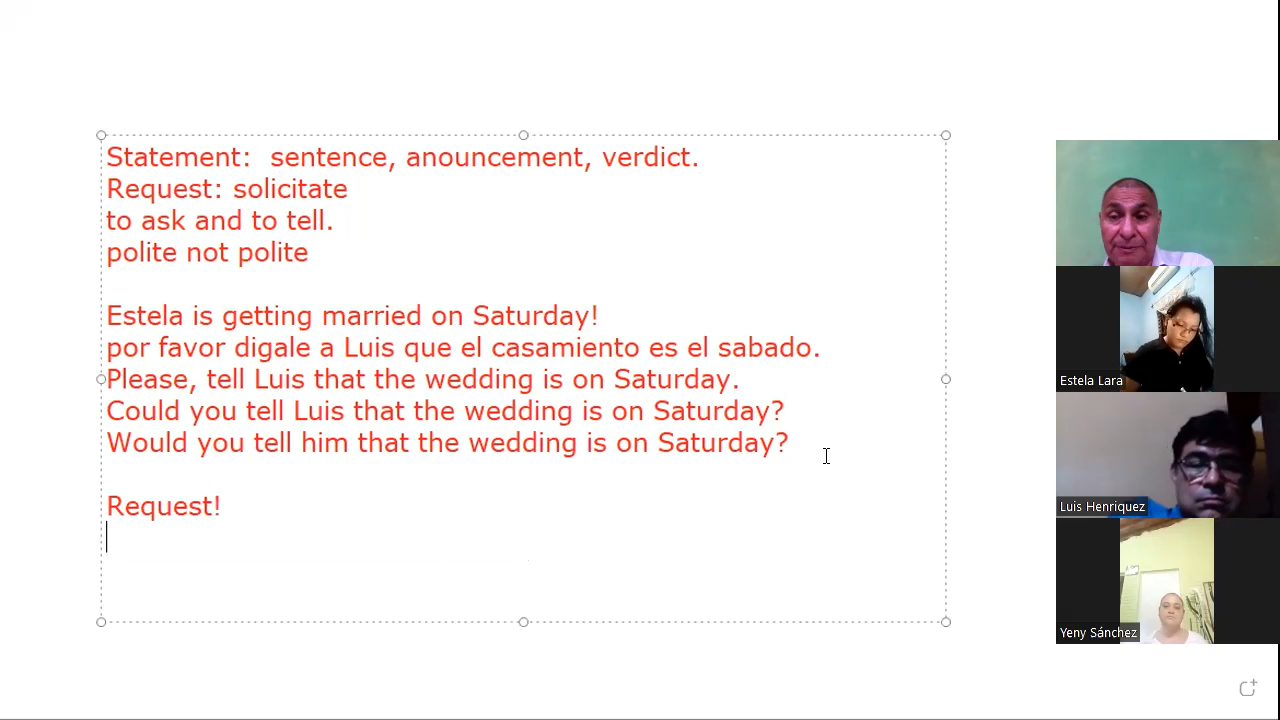 Statement:  sentence, anouncement, verdict.
Request: solicitate
to ask and to tell.
polite not polite
Estela is getting married on Saturday!
por favor digale a Luis que el casamiento es el sabado.
Please, tell Luis that the wedding is on Saturday.
Could you tell Luis that the wedding is on Saturday?
Would you tell him that the wedding is on Saturday?
Request!
Estela Lara
Luis Henriquez
Yeny Sánchez